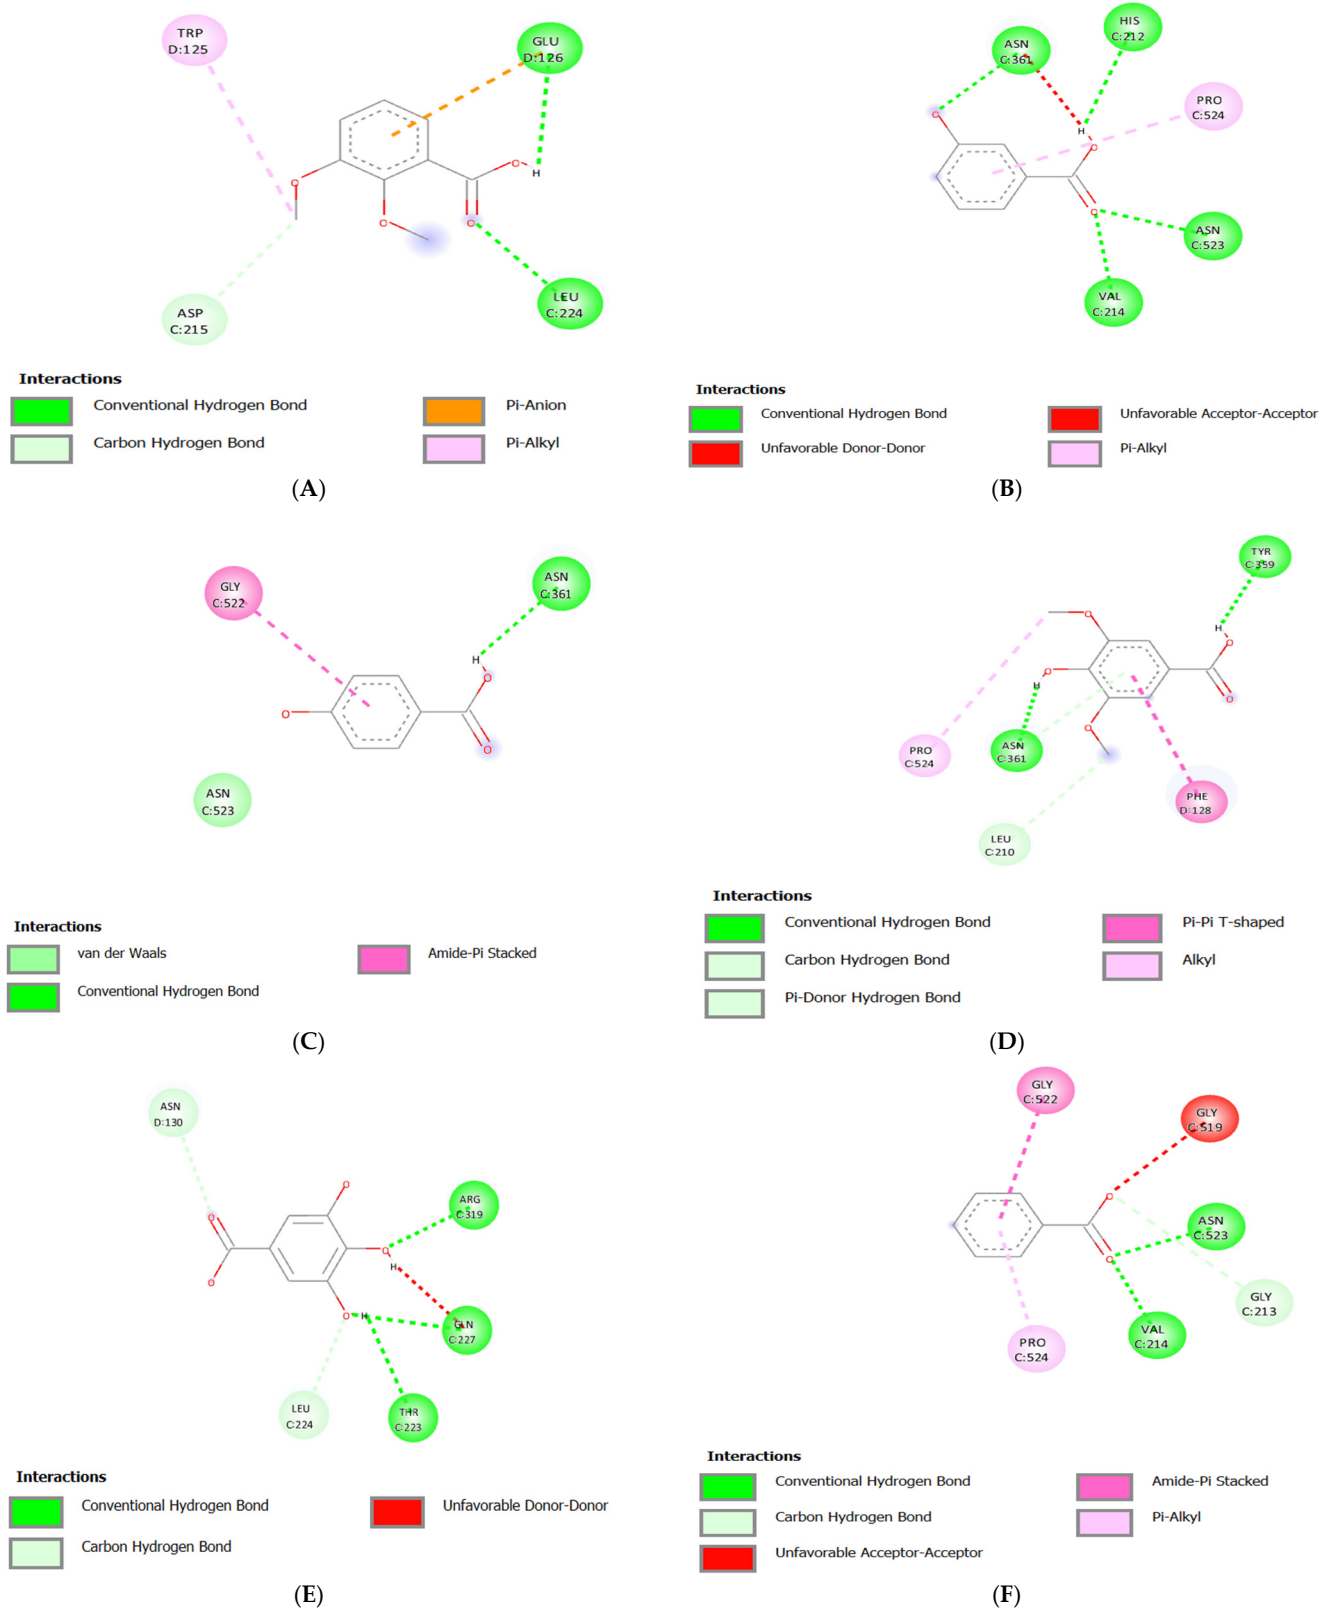 TRP
D:125
GLU
D:126
O
H
O
O
O
ASP
C:215
LEU
C:224
Interactions
Conventional Hydrogen Bond
Pi-Anion
Carbon Hydrogen Bond
Pi-Alkyl
(A)
ASN
C:361
HIS
C:212
PRO
C:524
O
H
O
O
ASN
C:523
VAL
C:214
Interactions
Conventional Hydrogen Bond
Unfavorable Acceptor-Acceptor
Unfavorable Donor-Donor
Pi-Alkyl
(B)
GLY
C:522
ASN
C:361
H
O
O
O
ASN
C:523
Interactions
van der Waals
Amide-Pi Stacked
Conventional Hydrogen Bond
(C)
TYR
C:359
O
H
O
O
H
O
O
PRO
C:524
ASN
C:361
PHE
D:128
LEU
C:210
Interactions
Conventional Hydrogen Bond
Pi-Pi T-shaped
Carbon Hydrogen Bond
Alkyl
Pi-Donor Hydrogen Bond
(D)
ASN
D:130
O
ARG
C:319
O
O
H
O
O
H
GLN
C:227
LEU
C:224
THR
C:223
Interactions
Conventional Hydrogen Bond
Unfavorable Donor-Donor
Carbon Hydrogen Bond
(E)
GLY
C:522
GLY
C:519
O
ASN
C:523
O
GLY
C:213
VAL
C:214
PRO
C:524
Interactions
Conventional Hydrogen Bond
Amide-Pi Stacked
Carbon Hydrogen Bond
Pi-Alkyl
Unfavorable Acceptor-Acceptor
(F)